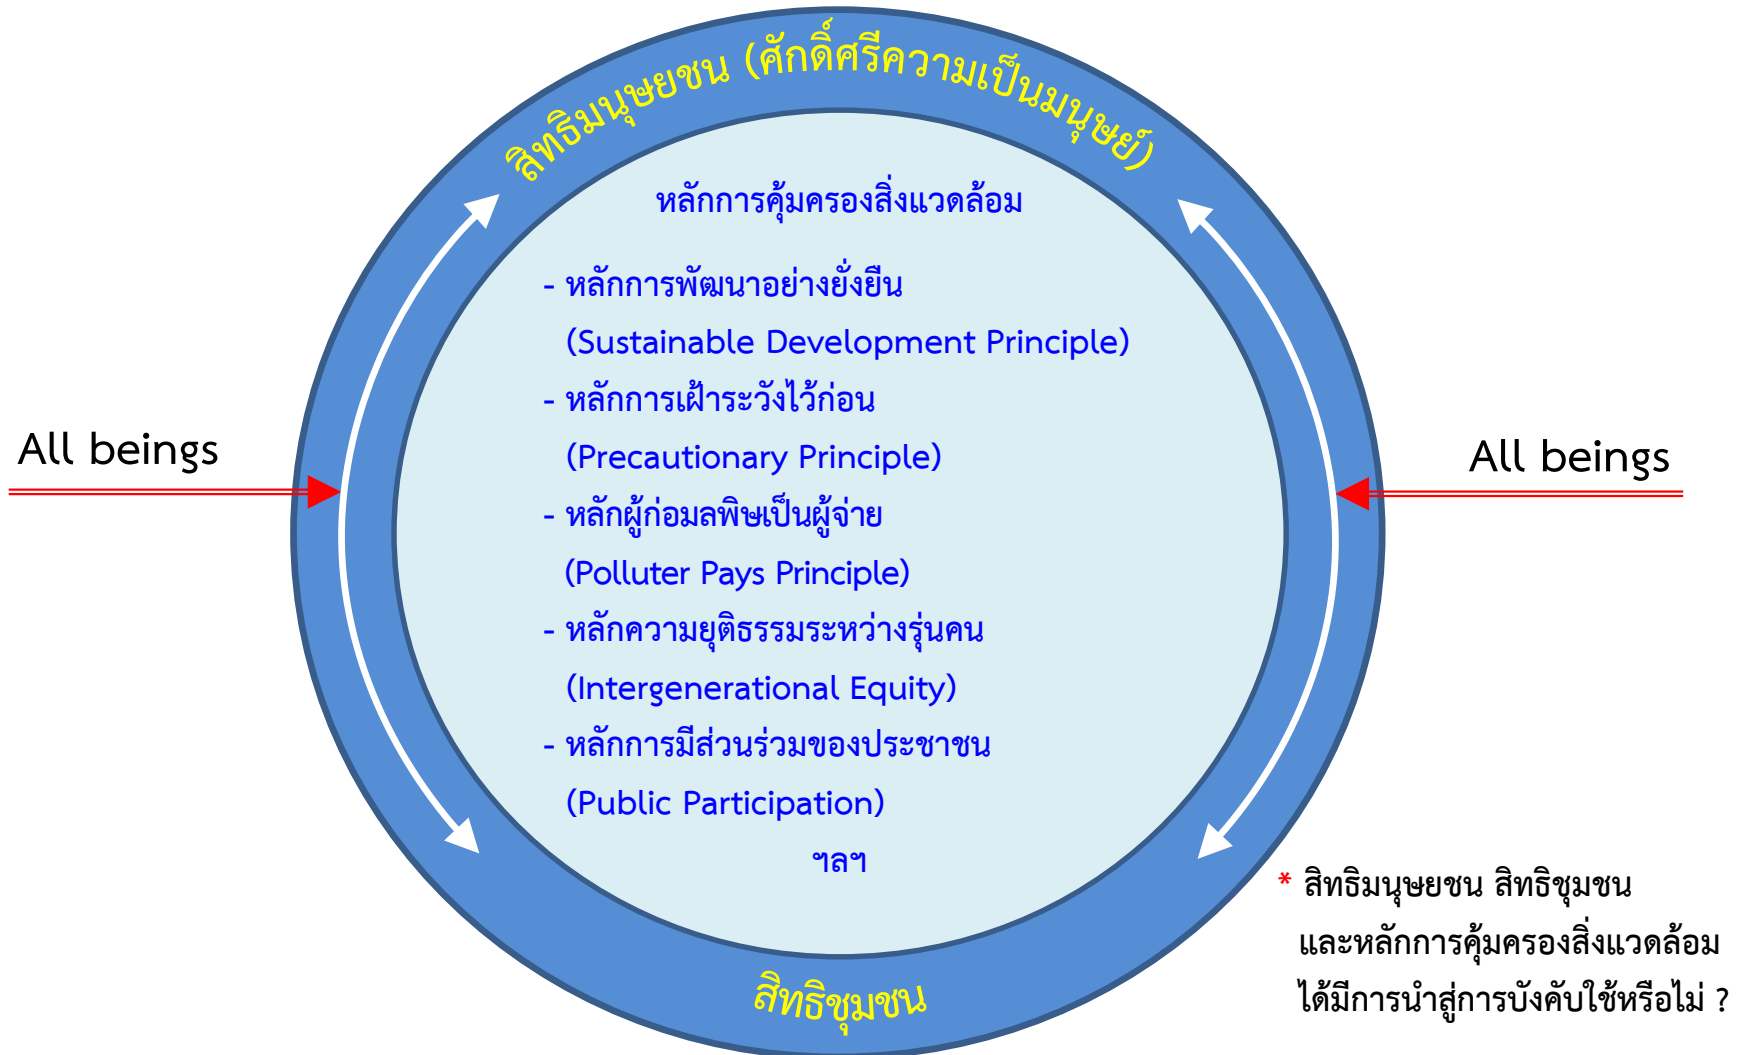 สิทธิมนุษยชน (ศักดิ์ศรีความเป็นมนุษย์)
หลักการคุ้มครองสิ่งแวดล้อม
- หลักการพัฒนาอย่างยั่งยืน
(Sustainable Development Principle)
- หลักการเฝ้าระวังไว้ก่อน
(Precautionary Principle)
- หลักผู้ก่อมลพิษเป็นผู้จ่าย
(Polluter Pays Principle)
- หลักความยุติธรรมระหว่างรุ่นคน
(Intergenerational Equity)
- หลักการมีส่วนร่วมของประชาชน
(Public Participation)
ฯลฯ
All beings
All beings
สิทธิชุมชน
* สิทธิมนุษยชน สิทธิชุมชน
และหลักการคุ้มครองสิ่งแวดล้อม
ได้มีการนำสู่การบังคับใช้หรือไม่ ?